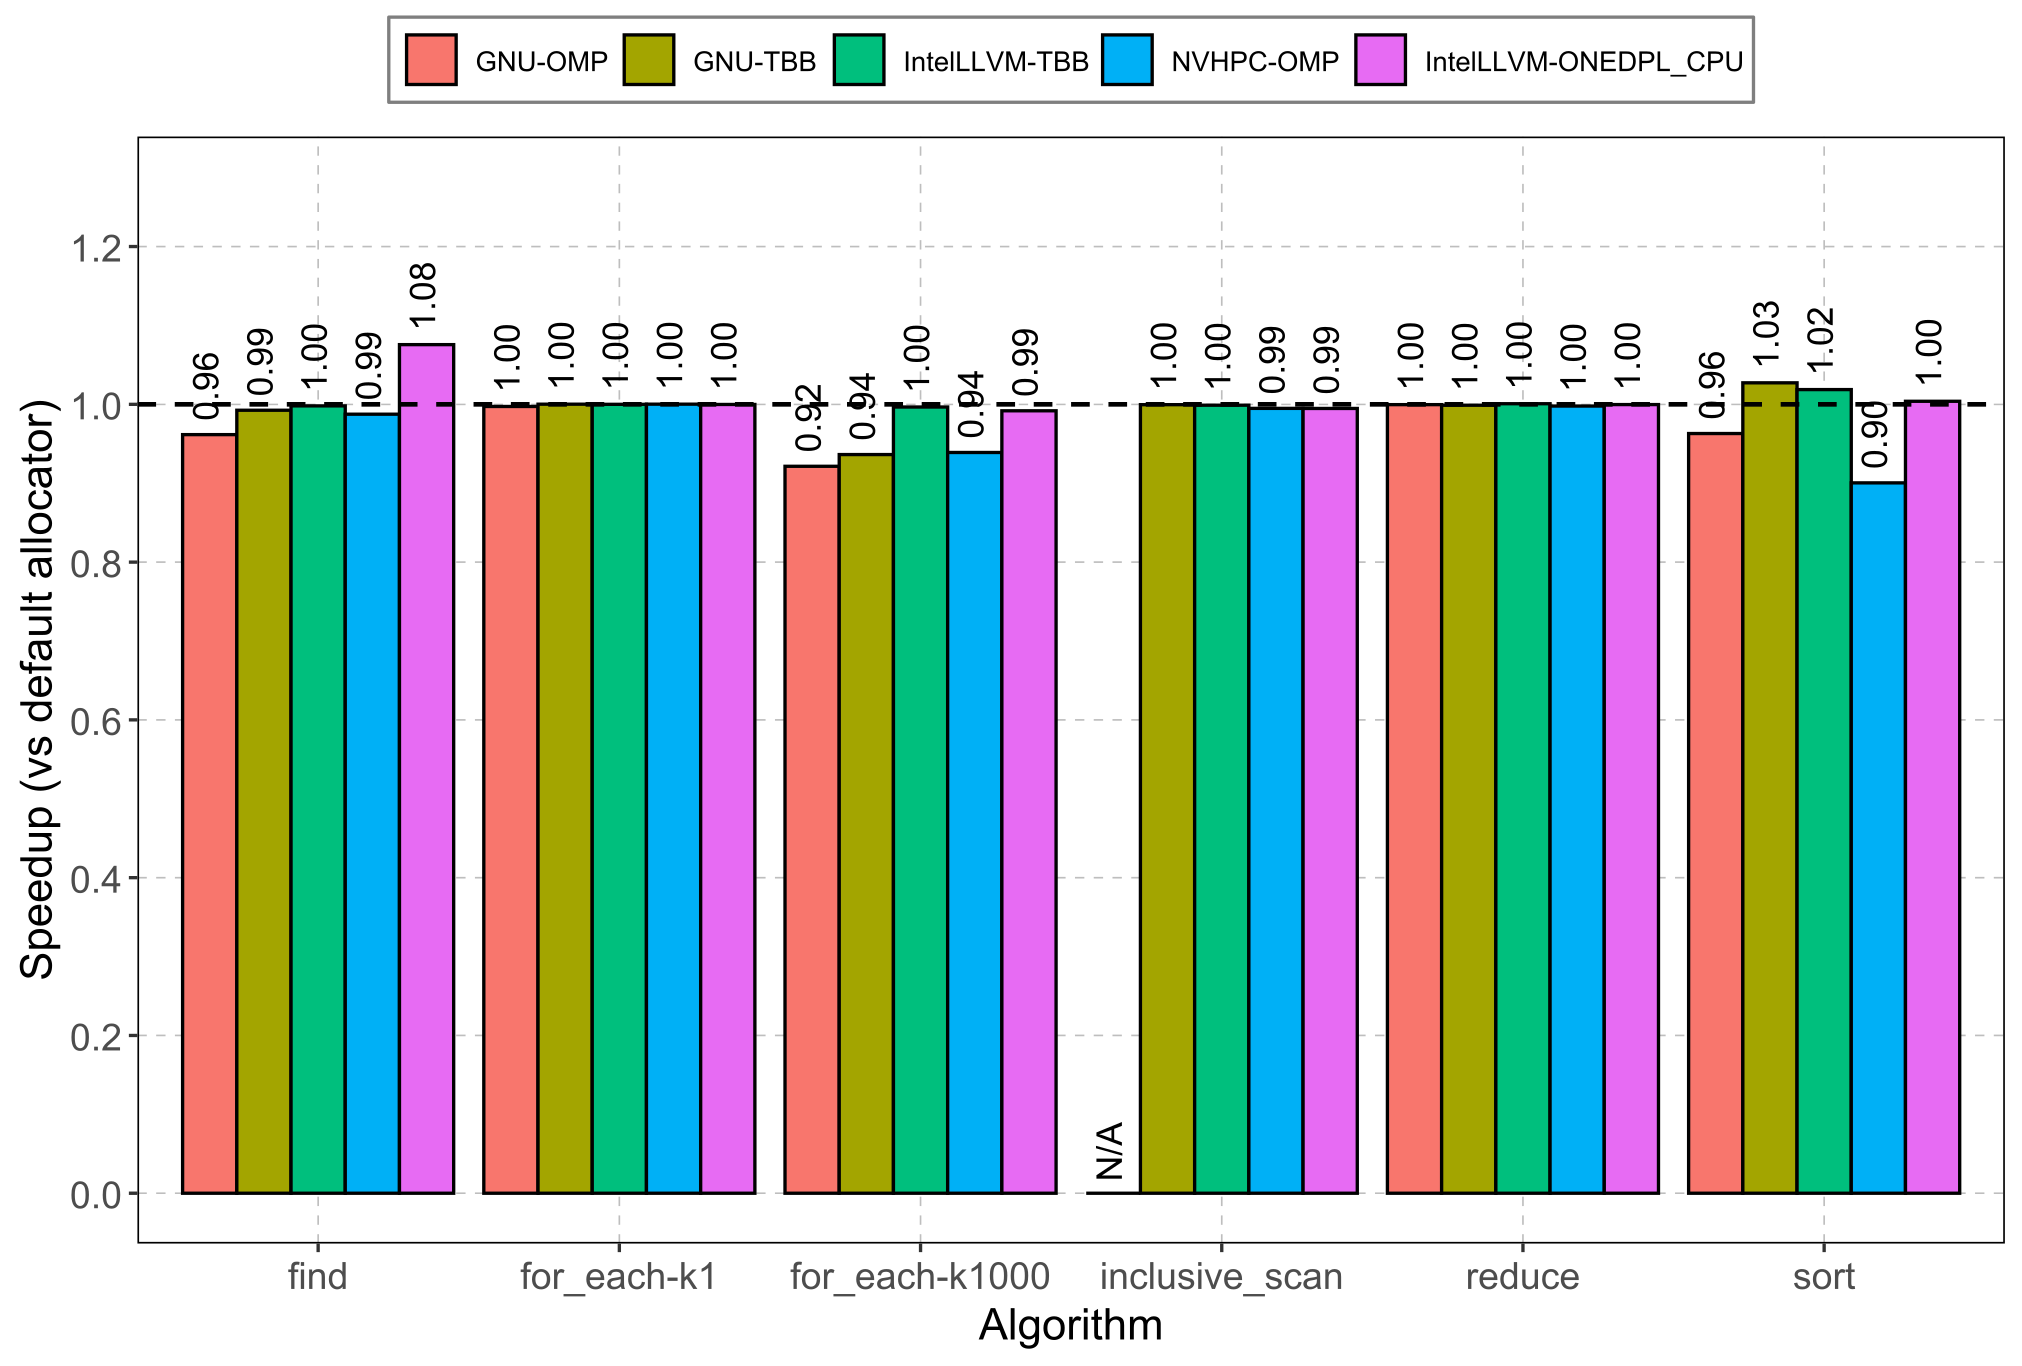 GNU-OMP GNU-TBB IntelLLVM-TBB NVHPC-OMP IntelLLVM-ONEDPL_CPU
Speedup (vs default allocator)
1.2
1.0
0.8
0.6
0.4
0.2
0.0
0.96 0.99 1.00 0.99 1.08
1.00 1.00 1.00 1.00 1.00
0.92 0.94 1.00 0.94 0.99
N/A 1.00 1.00 0.99 0.99
1.00 1.00 1.00 1.00 1.00
0.96 1.03 1.02 0.90 1.00
find for_each-k1 for_each-k1000 inclusive_scan reduce sort
Algorithm